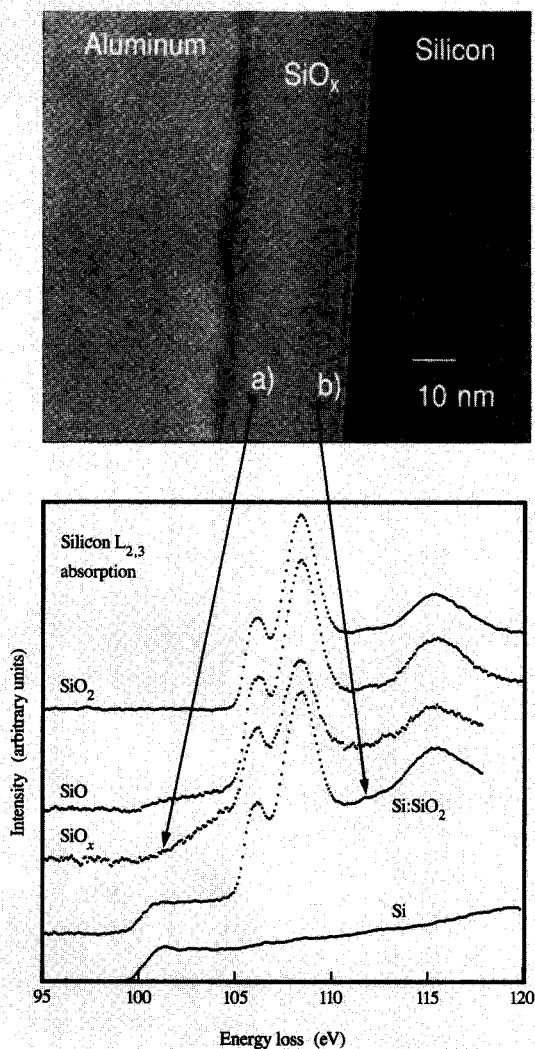 Aluminum
SiOₓ
Silicon
a)
b)
10 nm
Silicon L₂,₃
absorption
SiO₂
SiO
SiOₓ
Si:SiO₂
Si
Intensity (arbitrary units)
95 100 105 110 115 120
Energy loss (eV)